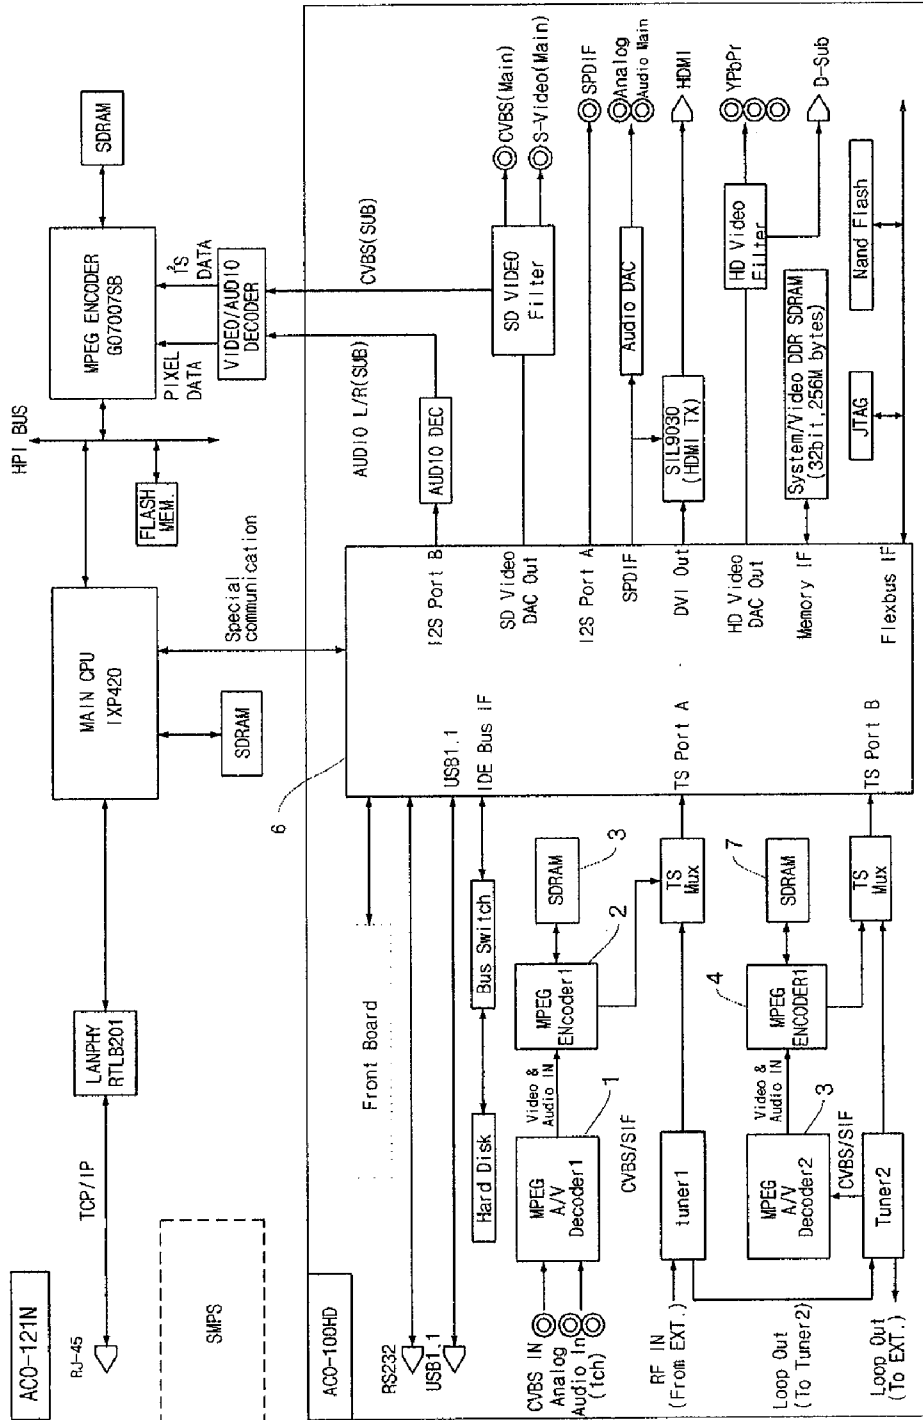 ACO-121N
RJ-45
TCP/IP
LANPHY
RTLB201
MAIN CPU
IXP420
SDRAM
Special
communication
HPI BUS
FLASH
MEM.
MPEG ENCODER
GO7007SB
SDRAM
PIXEL
DATA
I²S
DATA
VIDEO/AUDIO
DECODER
AUDIO L/R(SUB)
CVBS(SUB)
SMPS
ACO-100HD
RS232
USB1.1
Front Board
Hard Disk
Bus Switch
6
USB1.1
IDE Bus IF
TS Port A
TS Port B
I2S Port B
SD Video
DAC Out
I2S Port A
SPDIF
DVI Out
HD Video
DAC Out
Memory IF
Flexbus IF
AUDIO DEC
SD VIDEO
Filter
CVBS(Main)
S-Video(Main)
SPDIF
Audio DAC
Analog
Audio Main
SIL9030
(HDMI TX)
HDMI
HD Video
Filter
YPbPr
D-Sub
System/Video DDR SDRAM
(32bit,256M bytes)
JTAG
Nand Flash
CVBS IN
Analog
Audio In
(1ch)
MPEG
A/V
Decoder1
1
Video &
Audio IN
MPEG
ENcoder1
2
SDRAM
3
CVBS/SIF
TS
Mux
RF IN
(From EXT.)
tuner1
Loop Out
(To Tuner2)
MPEG
A/V
Decoder2
3
Video &
Audio IN
MPEG
ENCODER1
4
SDRAM
7
CVBS/SIF
TS
Mux
Loop Out
(To EXT.)
Tuner2